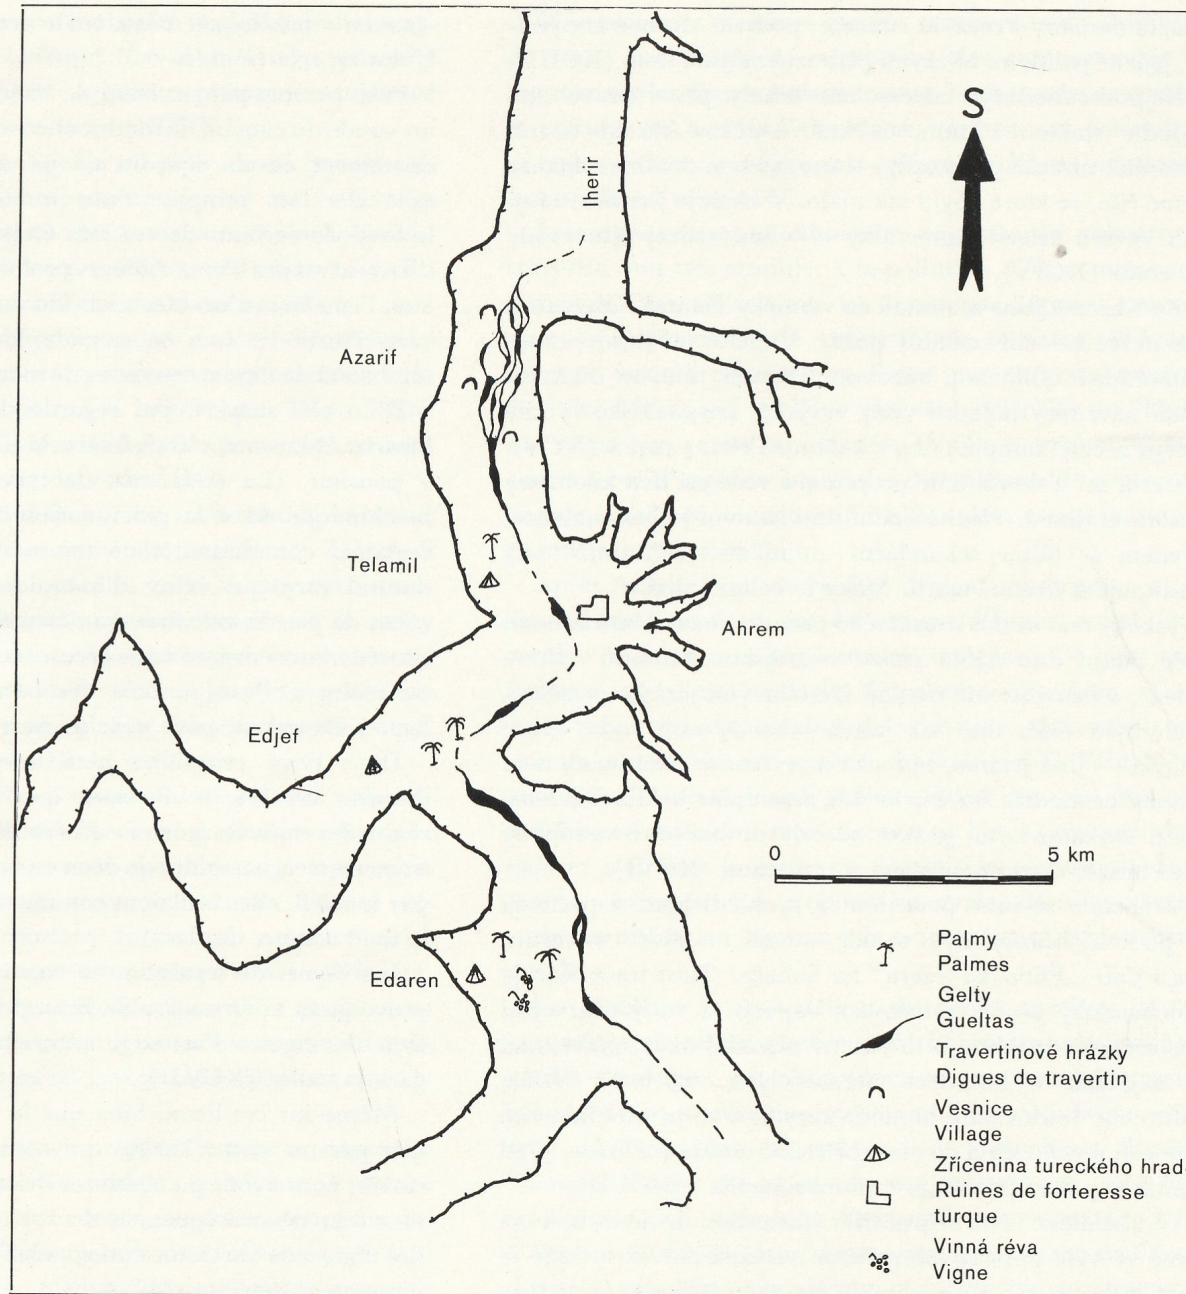 S
Iherir
Azarif
Telamil
Ahrem
Edjef
Edaren
0 5 km
Palmy
Palmes
Gelty
Gueltas
Travertinové hrázky
Digues de travertin
Vesnice
Village
Zřícenina tureckého hradu
Ruines de forteresse
turque
Vinná réva
Vigne